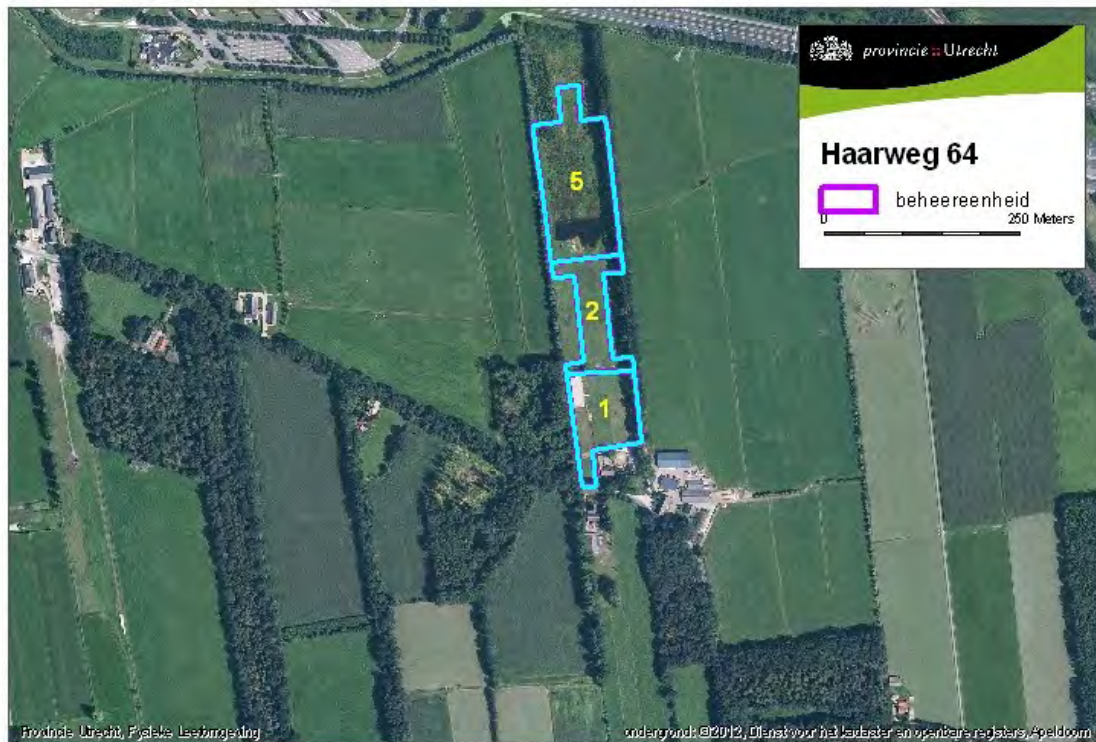 provincie Utrecht
Haarweg 64
beheereenheid
0 250 Meters
5
2
1
Provincie Utrecht, Fysieke Leefomgeving
ondergrond: ©2012, Dienst voor het kadaster en openbare registers, Apeldoorn